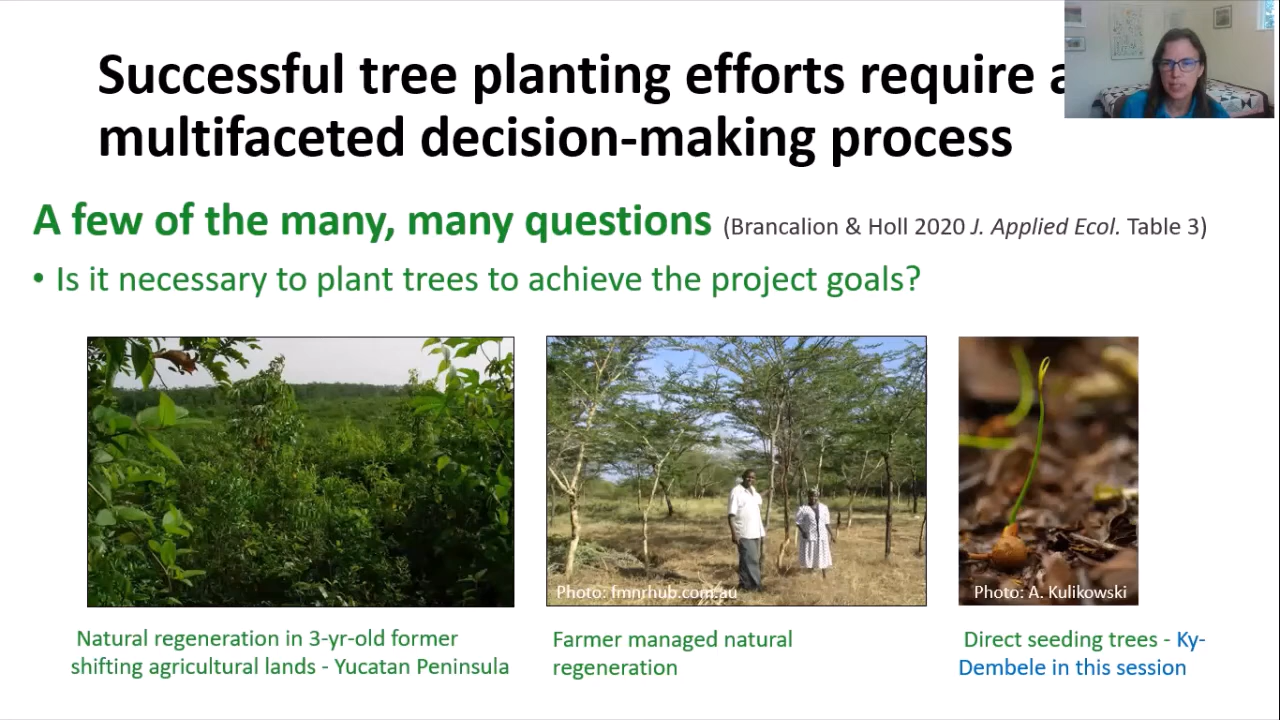 Successful tree planting efforts require a
multifaceted decision-making process
A few of the many, many questions (Brancalion & Holl 2020 J. Applied Ecol. Table 3)
• Is it necessary to plant trees to achieve the project goals?
Photo: fmnrhub.com.au
Photo: A. Kulikowski
Natural regeneration in 3-yr-old former
shifting agricultural lands - Yucatan Peninsula
Farmer managed natural
regeneration
Direct seeding trees - Ky-
Dembele in this session